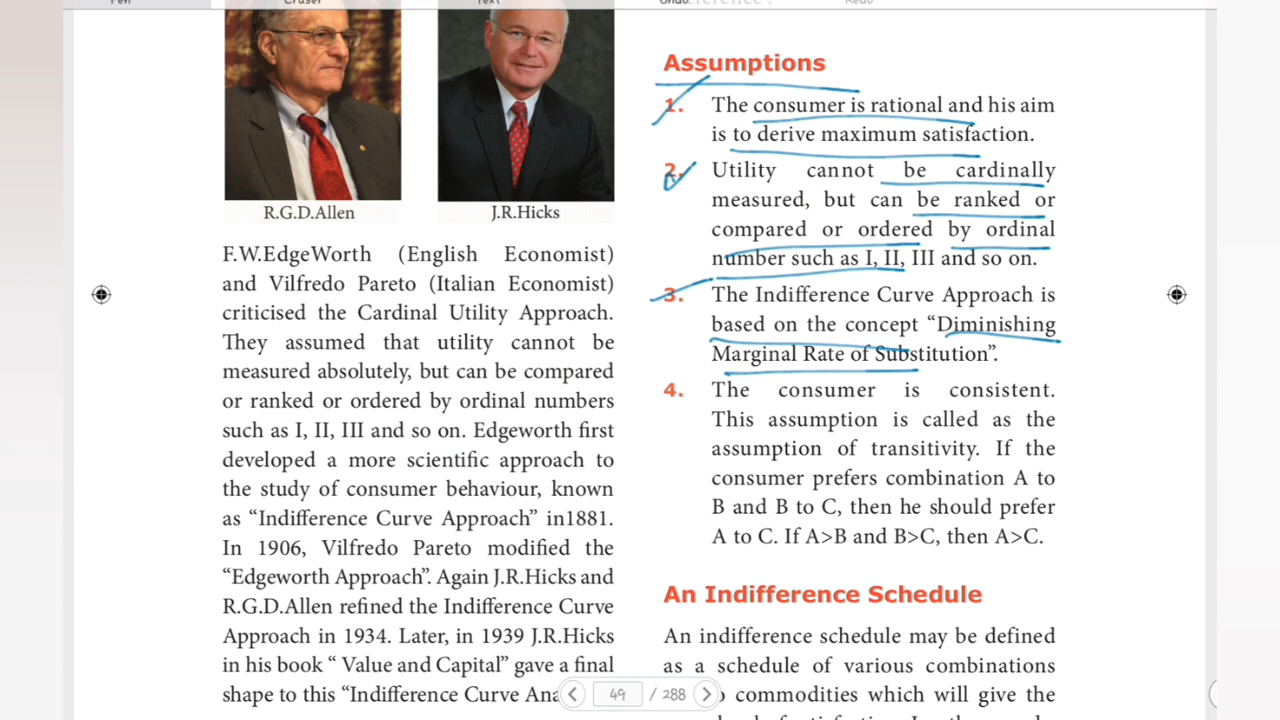 Pen Eraser Text Undo Redo
R.G.D.Allen
J.R.Hicks
F.W.EdgeWorth (English Economist)
and Vilfredo Pareto (Italian Economist)
criticised the Cardinal Utility Approach.
They assumed that utility cannot be
measured absolutely, but can be compared
or ranked or ordered by ordinal numbers
such as I, II, III and so on. Edgeworth first
developed a more scientific approach to
the study of consumer behaviour, known
as “Indifference Curve Approach” in1881.
In 1906, Vilfredo Pareto modified the
“Edgeworth Approach”. Again J.R.Hicks and
R.G.D.Allen refined the Indifference Curve
Approach in 1934. Later, in 1939 J.R.Hicks
in his book “ Value and Capital” gave a final
shape to this “Indifference Curve Ana
Assumptions
1. The consumer is rational and his aim
is to derive maximum satisfaction.
2. Utility cannot be cardinally
measured, but can be ranked or
compared or ordered by ordinal
number such as I, II, III and so on.
3. The Indifference Curve Approach is
based on the concept “Diminishing
Marginal Rate of Substitution”.
4. The consumer is consistent.
This assumption is called as the
assumption of transitivity. If the
consumer prefers combination A to
B and B to C, then he should prefer
A to C. If A>B and B>C, then A>C.
An Indifference Schedule
An indifference schedule may be defined
as a schedule of various combinations
commodities which will give the
49 / 288